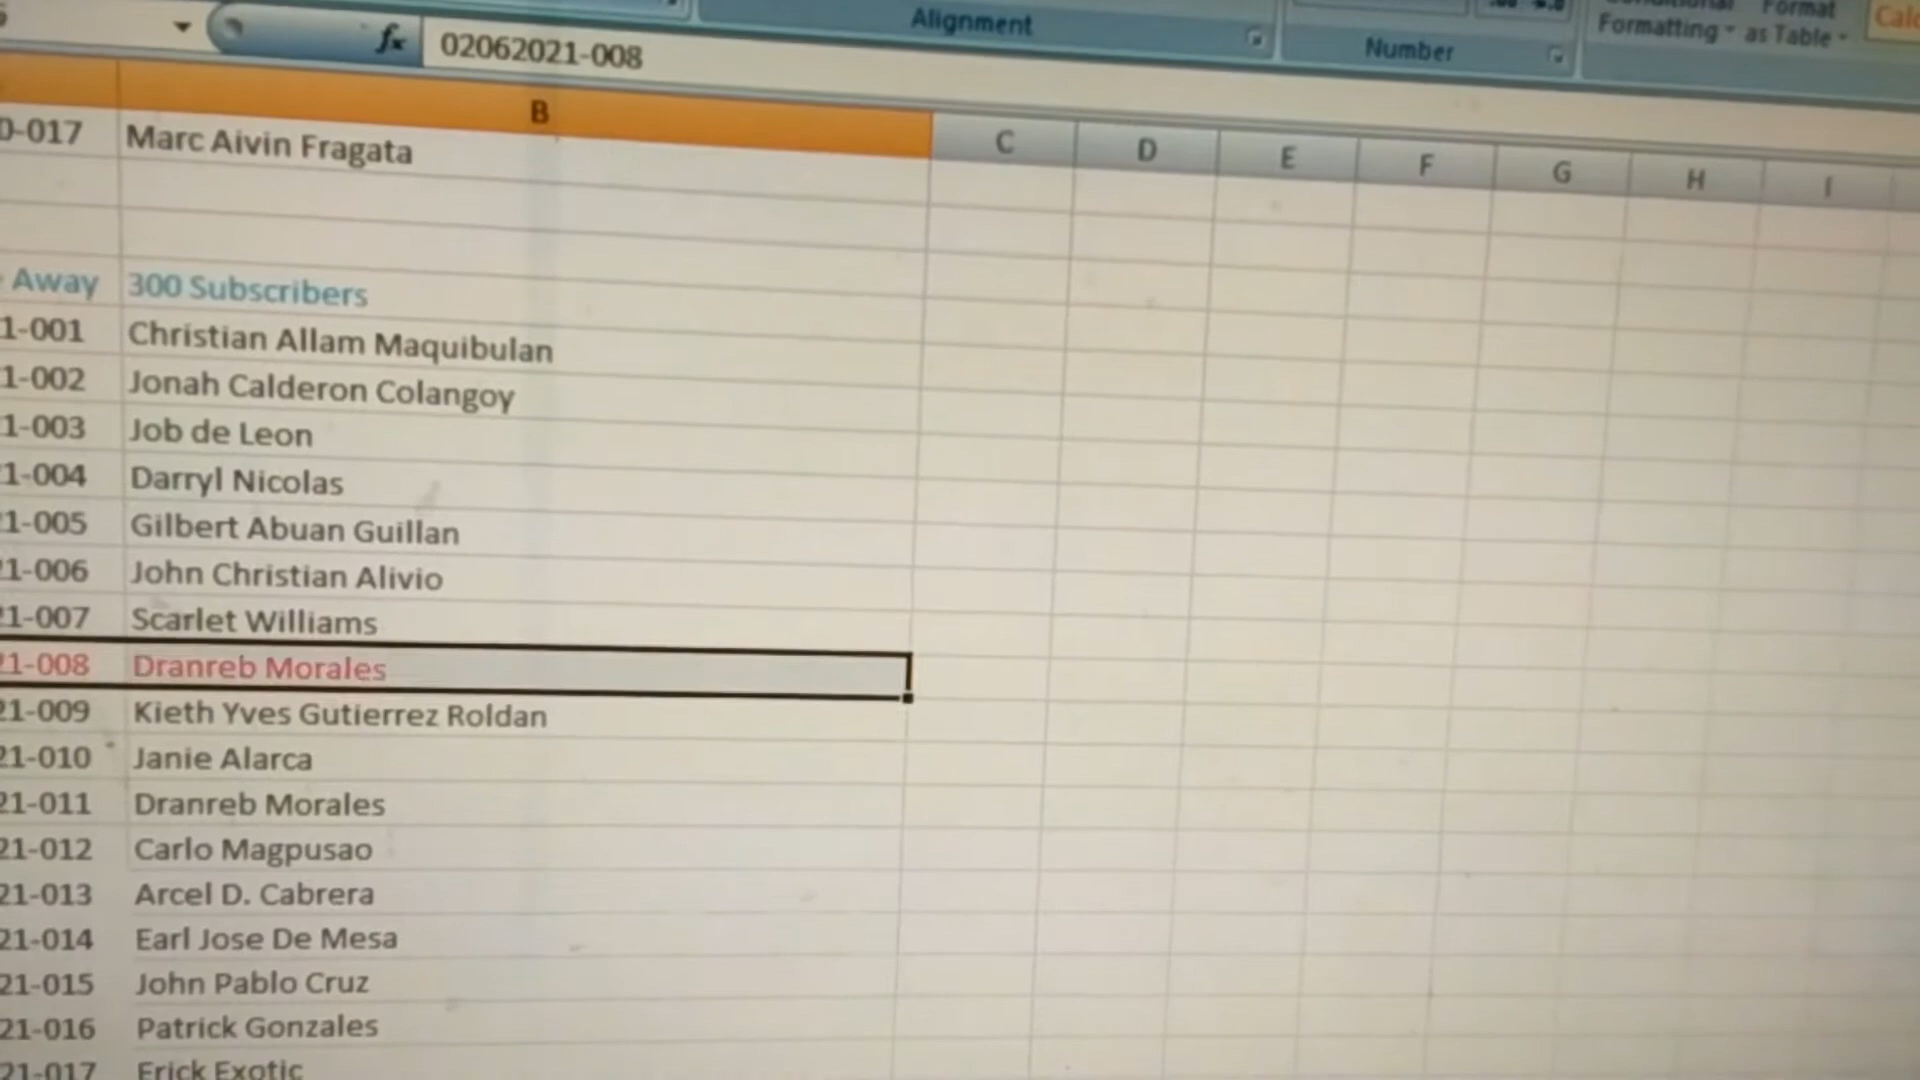 Alignment
Number
Format
Formatting as Table
fx 02062021-008
B C D E F G H I
0-017 Marc Aivin Fragata
Away 300 Subscribers
1-001 Christian Allam Maquibulan
1-002 Jonah Calderon Colangoy
1-003 Job de Leon
1-004 Darryl Nicolas
1-005 Gilbert Abuan Guillan
1-006 John Christian Alivio
21-007 Scarlet Williams
21-008 Dranreb Morales
21-009 Kieth Yves Gutierrez Roldan
21-010 Janie Alarca
21-011 Dranreb Morales
21-012 Carlo Magpusao
21-013 Arcel D. Cabrera
21-014 Earl Jose De Mesa
21-015 John Pablo Cruz
21-016 Patrick Gonzales
21-017 Erick Exotic